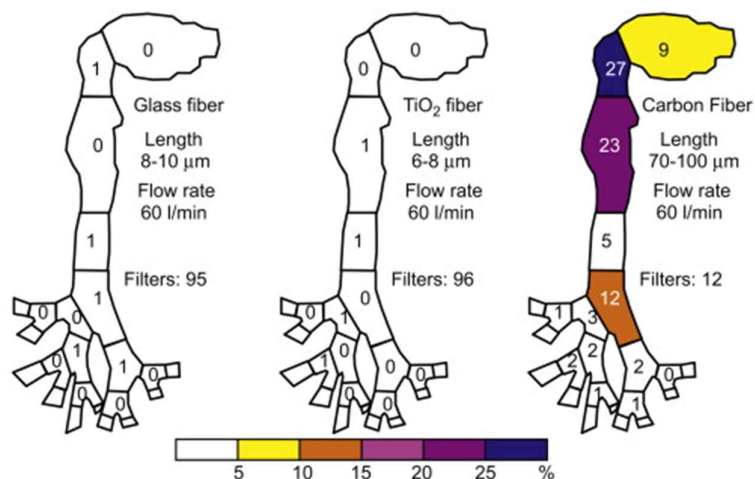 0
1
Glass fiber
Length
8-10 µm
0
Flow rate
60 l/min
1
Filters: 95
1
0
0
1
0
1
0
0
0
0
0
TiO2 fiber
Length
6-8 µm
1
Flow rate
60 l/min
1
Filters: 96
0
1
0
1
0
0
0
0
9
27
Carbon Fiber
Length
70-100 µm
23
Flow rate
60 l/min
5
Filters: 12
12
1
3
2
2
2
1
1
5 10 15 20 25 %